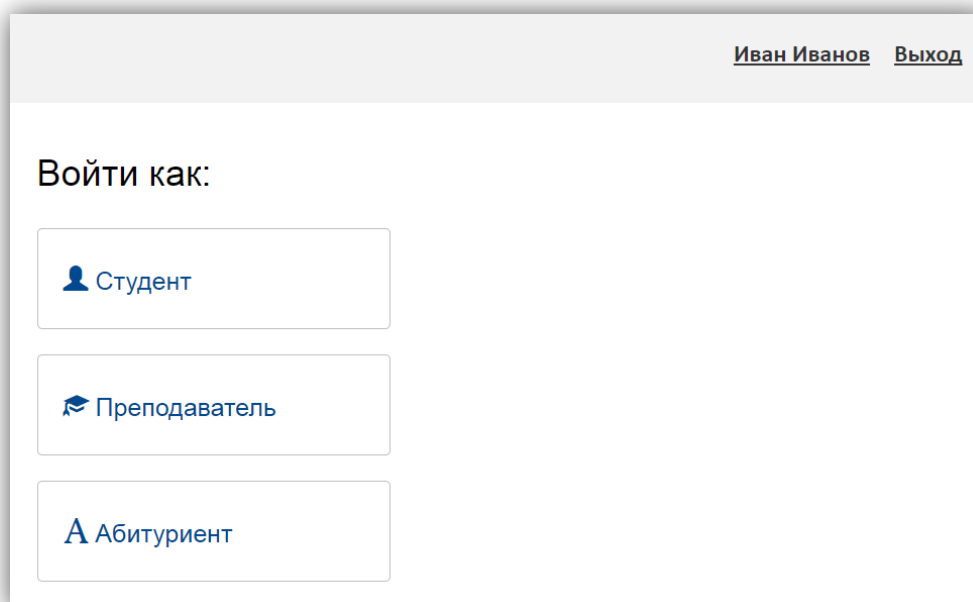 Иван Иванов Выход
Войти как:
Студент
Преподаватель
А Абитуриент